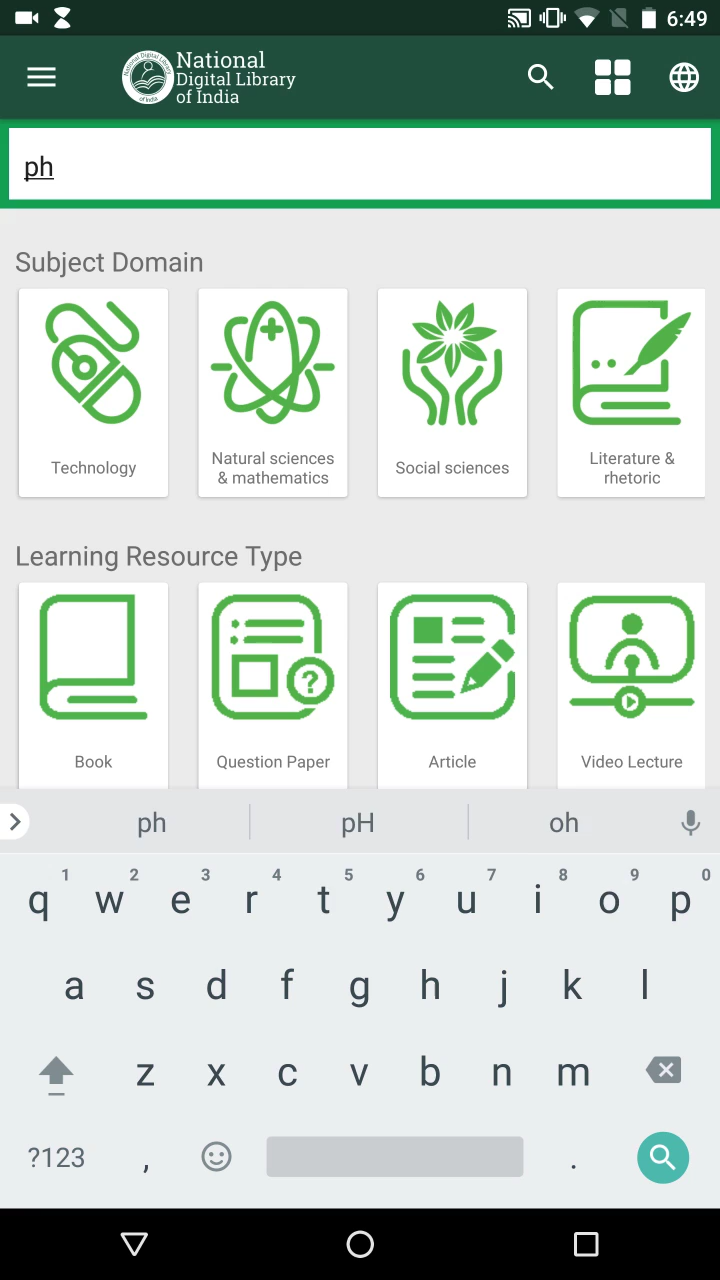 6:49
National
Digital Library
of India
ph
Subject Domain
Technology
Natural sciences
& mathematics
Social sciences
Literature &
rhetoric
Learning Resource Type
Book
Question Paper
Article
Video Lecture
ph pH oh
1 2 3 4 5 6 7 8 9 0
q w e r t y u i o p
a s d f g h j k l
z x c v b n m
?123 , .